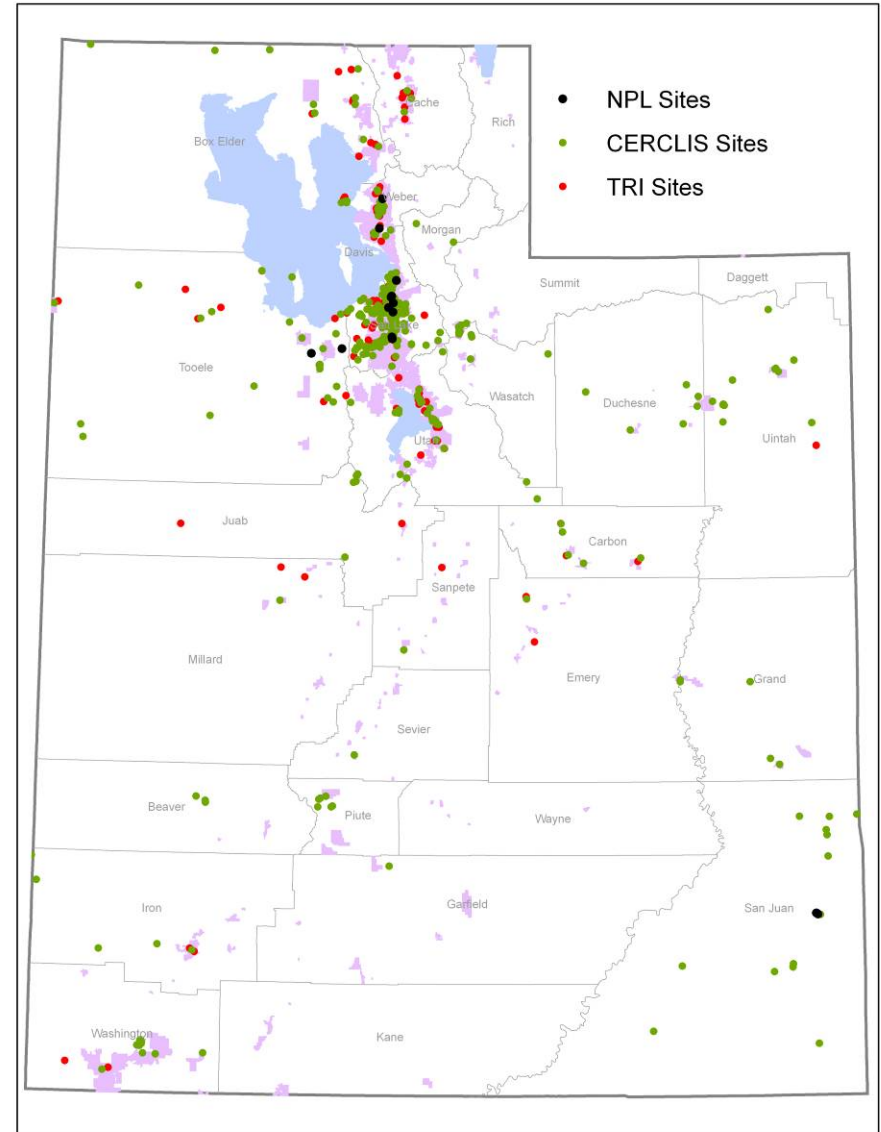 NPL Sites
CERCLIS Sites
TRI Sites
Cache
Rich
Box Elder
Weber
Morgan
Davis
Summit
Daggett
Tooele
Wasatch
Duchesne
Uintah
Utah
Juab
Carbon
Sanpete
Millard
Emery
Grand
Sevier
Beaver
Piute
Wayne
Iron
Garfield
San Juan
Washington
Kane